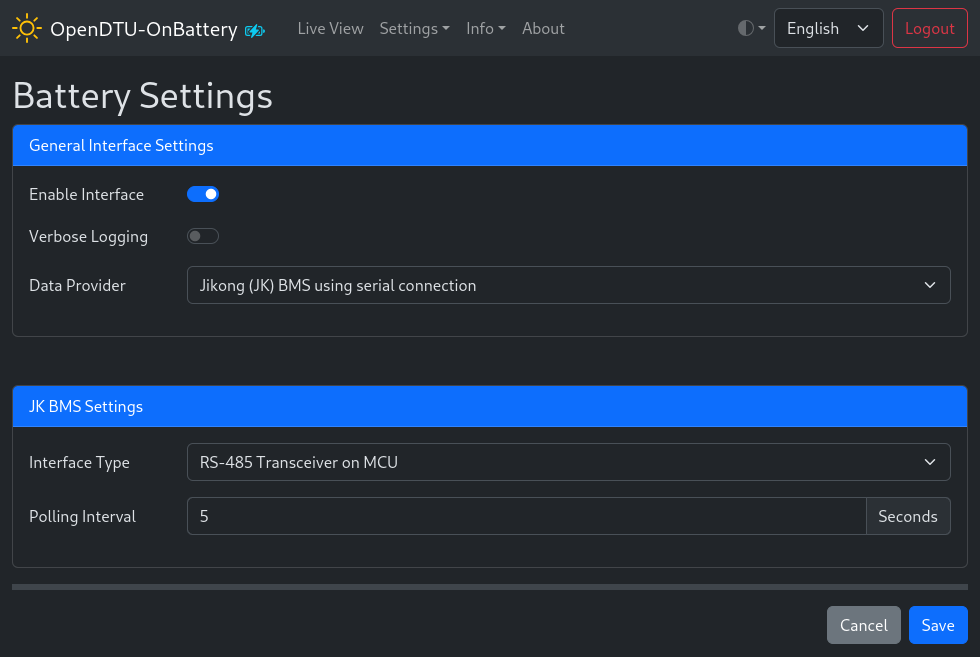 OpenDTU-OnBattery Live View Settings Info About English Logout
Battery Settings
General Interface Settings
Enable Interface
Verbose Logging
Data Provider Jikong (JK) BMS using serial connection
JK BMS Settings
Interface Type RS-485 Transceiver on MCU
Polling Interval 5 Seconds
Cancel Save